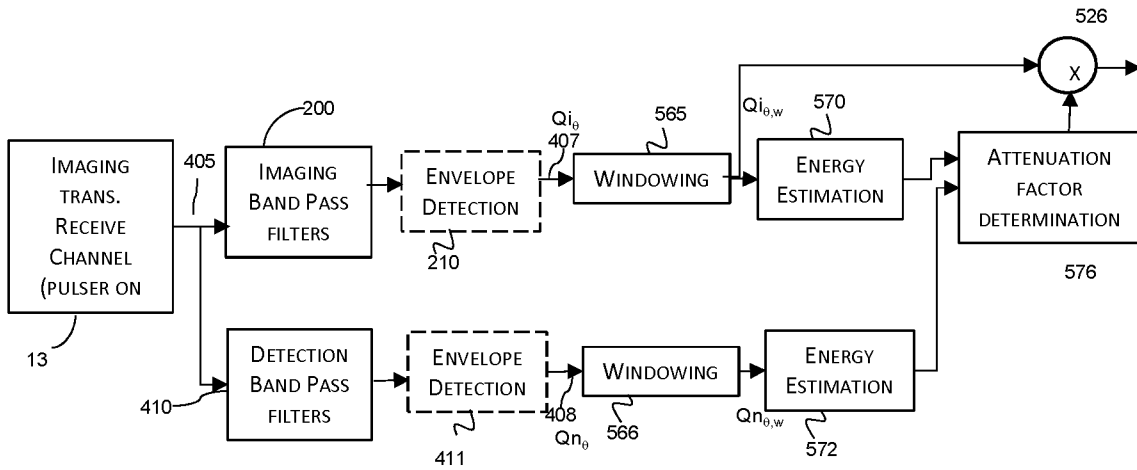 526
200
565
570
Qiθ
407
Qiθ,w
405
Imaging
trans.
Receive
Channel
(pulser on
Imaging
Band Pass
filters
Envelope
Detection
Windowing
Energy
Estimation
Attenuation
factor
determination
x
210
576
13
Detection
Band Pass
filters
Envelope
Detection
Windowing
Energy
Estimation
410
408
Qnθ
566
Qnθ,w
572
411